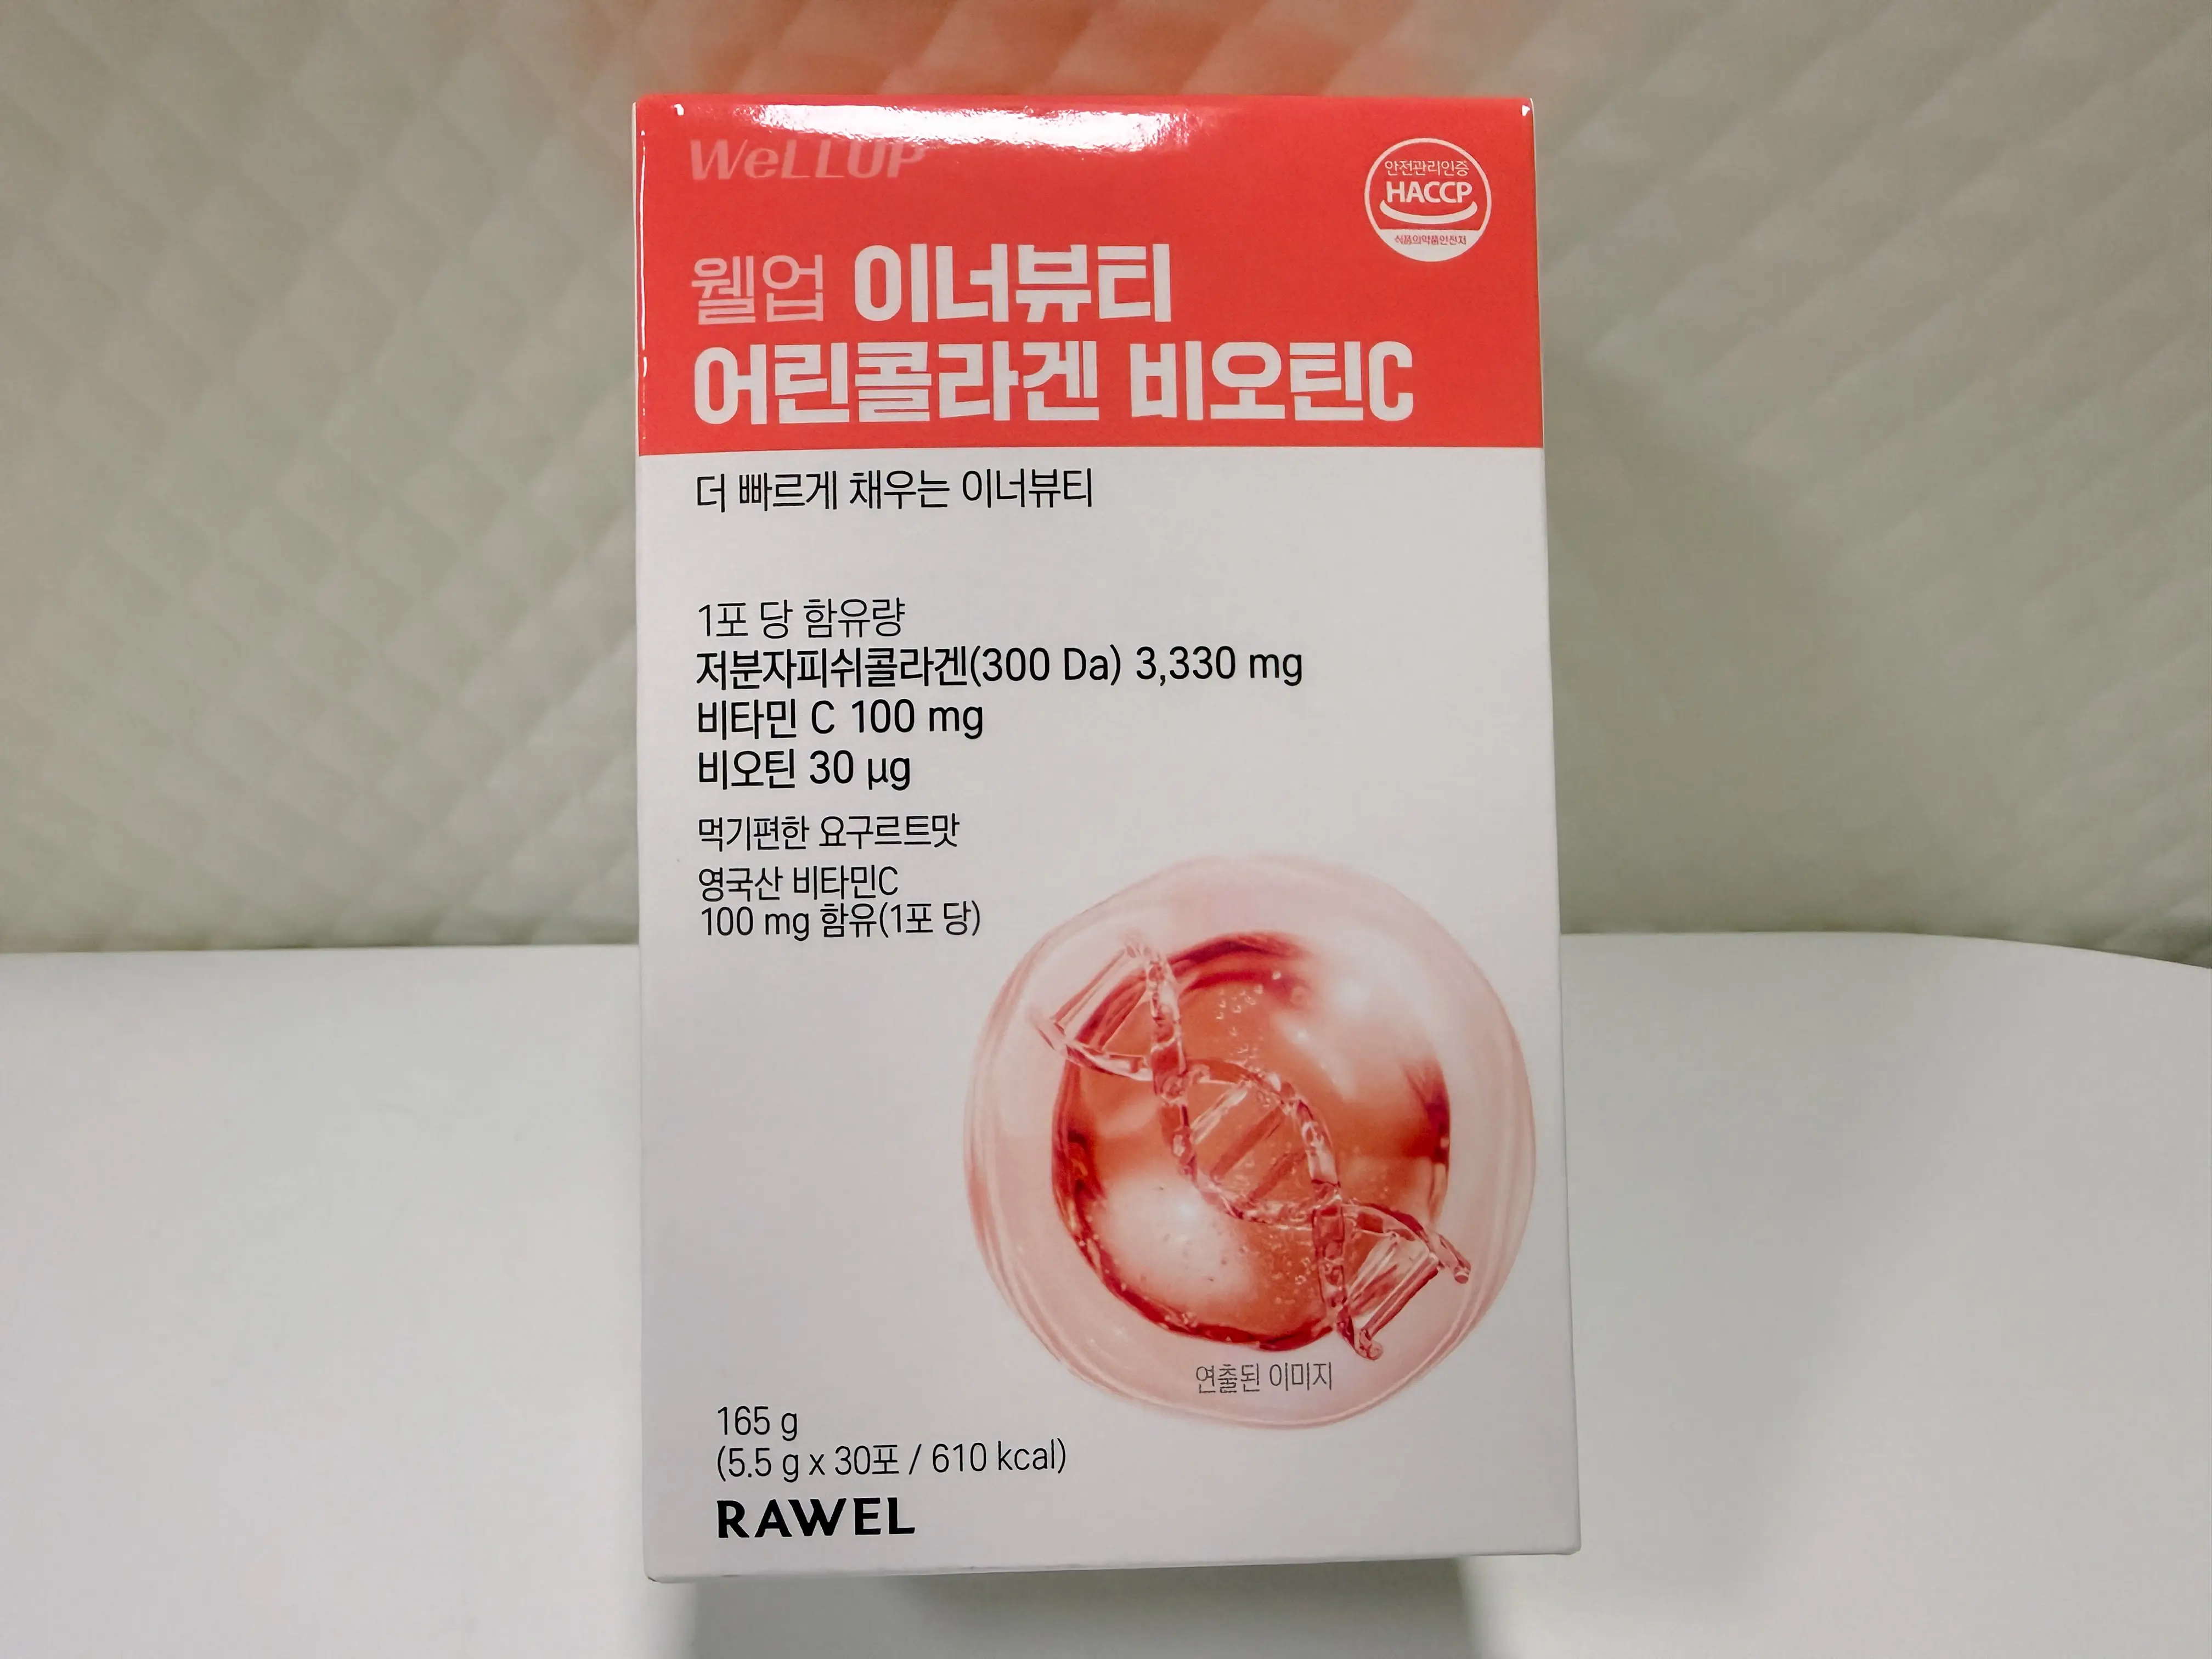 WeLLUP
안전관리인증
HACCP
식품의약품안전처
웰업 이너뷰티
어린콜라겐 비오틴C
더 빠르게 채우는 이너뷰티
1포 당 함유량
저분자피쉬콜라겐(300 Da) 3,330 mg
비타민 C 100 mg
비오틴 30 μg
먹기편한 요구르트맛
영국산 비타민C
100 mg 함유(1포 당)
연출된 이미지
165 g
(5.5 g x 30포 / 610 kcal)
RAWEL